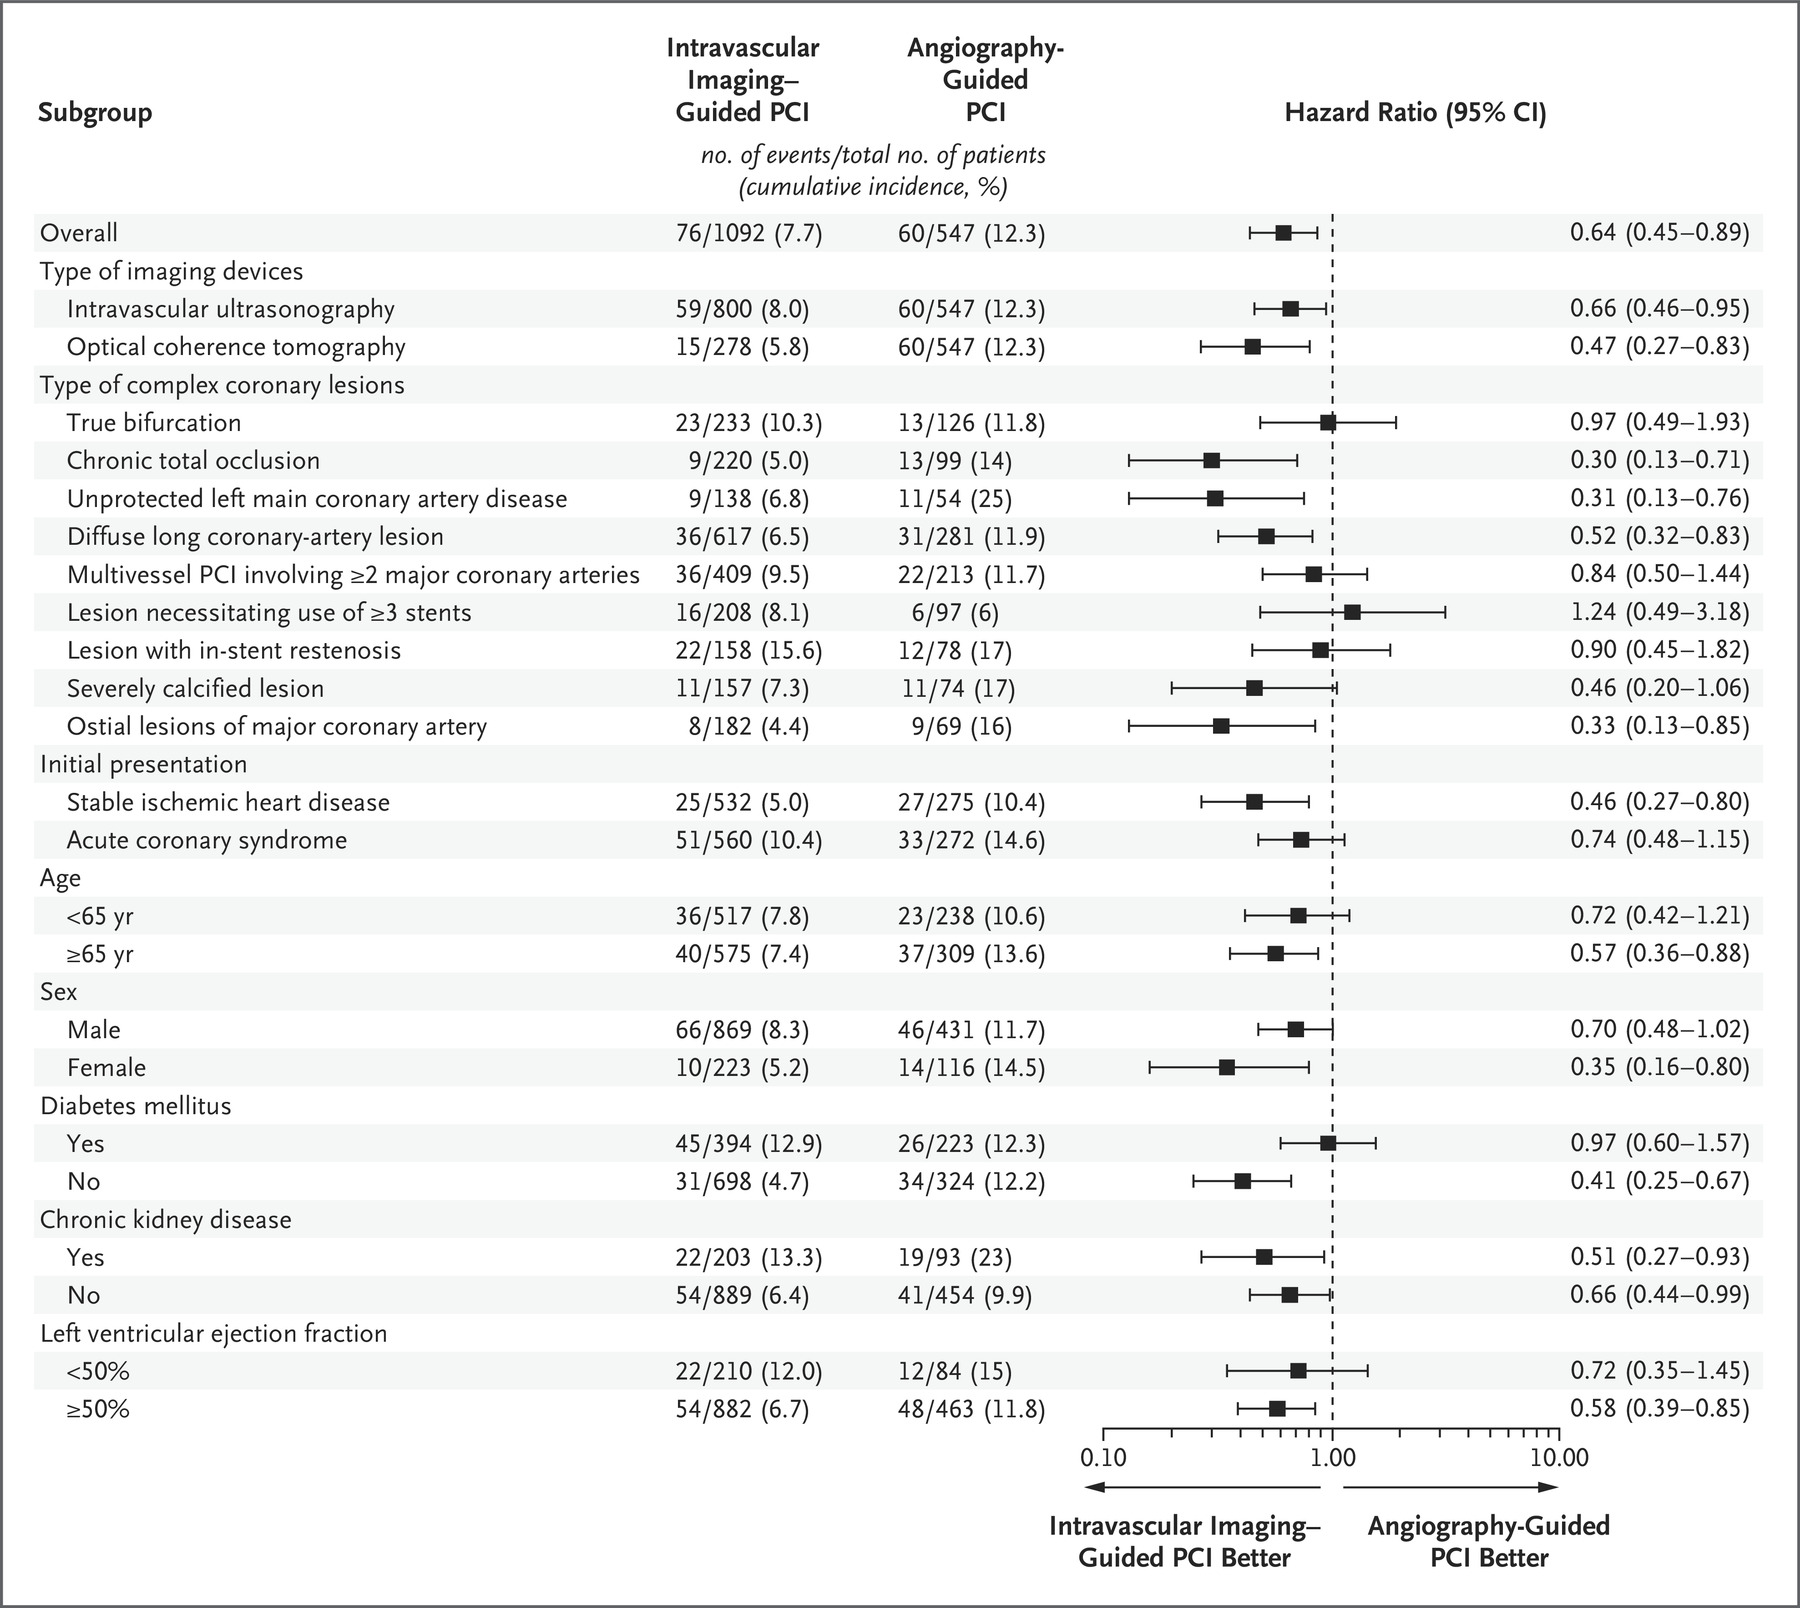 Subgroup
Intravascular
Imaging–
Guided PCI
Angiography-
Guided
PCI
Hazard Ratio (95% CI)
no. of events/total no. of patients
(cumulative incidence, %)
Overall 76/1092 (7.7) 60/547 (12.3) 0.64 (0.45–0.89)
Type of imaging devices
Intravascular ultrasonography 59/800 (8.0) 60/547 (12.3) 0.66 (0.46–0.95)
Optical coherence tomography 15/278 (5.8) 60/547 (12.3) 0.47 (0.27–0.83)
Type of complex coronary lesions
True bifurcation 23/233 (10.3) 13/126 (11.8) 0.97 (0.49–1.93)
Chronic total occlusion 9/220 (5.0) 13/99 (14) 0.30 (0.13–0.71)
Unprotected left main coronary artery disease 9/138 (6.8) 11/54 (25) 0.31 (0.13–0.76)
Diffuse long coronary-artery lesion 36/617 (6.5) 31/281 (11.9) 0.52 (0.32–0.83)
Multivessel PCI involving ≥2 major coronary arteries 36/409 (9.5) 22/213 (11.7) 0.84 (0.50–1.44)
Lesion necessitating use of ≥3 stents 16/208 (8.1) 6/97 (6) 1.24 (0.49–3.18)
Lesion with in-stent restenosis 22/158 (15.6) 12/78 (17) 0.90 (0.45–1.82)
Severely calcified lesion 11/157 (7.3) 11/74 (17) 0.46 (0.20–1.06)
Ostial lesions of major coronary artery 8/182 (4.4) 9/69 (16) 0.33 (0.13–0.85)
Initial presentation
Stable ischemic heart disease 25/532 (5.0) 27/275 (10.4) 0.46 (0.27–0.80)
Acute coronary syndrome 51/560 (10.4) 33/272 (14.6) 0.74 (0.48–1.15)
Age
<65 yr 36/517 (7.8) 23/238 (10.6) 0.72 (0.42–1.21)
≥65 yr 40/575 (7.4) 37/309 (13.6) 0.57 (0.36–0.88)
Sex
Male 66/869 (8.3) 46/431 (11.7) 0.70 (0.48–1.02)
Female 10/223 (5.2) 14/116 (14.5) 0.35 (0.16–0.80)
Diabetes mellitus
Yes 45/394 (12.9) 26/223 (12.3) 0.97 (0.60–1.57)
No 31/698 (4.7) 34/324 (12.2) 0.41 (0.25–0.67)
Chronic kidney disease
Yes 22/203 (13.3) 19/93 (23) 0.51 (0.27–0.93)
No 54/889 (6.4) 41/454 (9.9) 0.66 (0.44–0.99)
Left ventricular ejection fraction
<50% 22/210 (12.0) 12/84 (15) 0.72 (0.35–1.45)
≥50% 54/882 (6.7) 48/463 (11.8) 0.58 (0.39–0.85)
0.10 1.00 10.00
Intravascular Imaging–
Guided PCI Better
Angiography-Guided
PCI Better